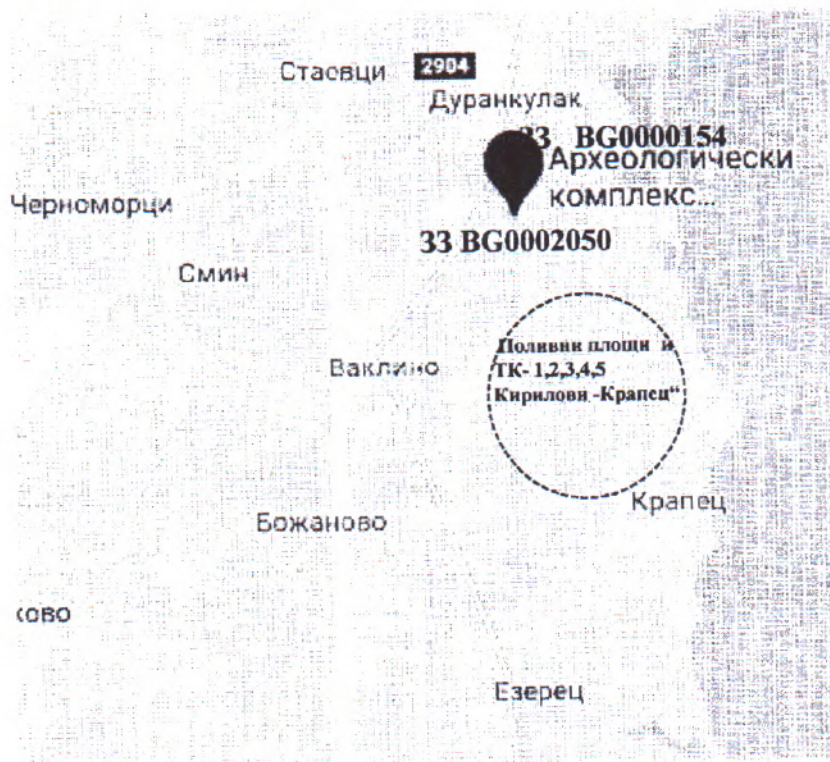 Стаевци
2904
Дуранкулак
33 BG0000154
Археологически
комплекс...
Черноморци
33 BG0002050
Смин
Поливни площи и
ТК- 1,2,3,4,5
Кирилови -Крапец“
Ваклино
Крапец
Божаново
ково
Езерец